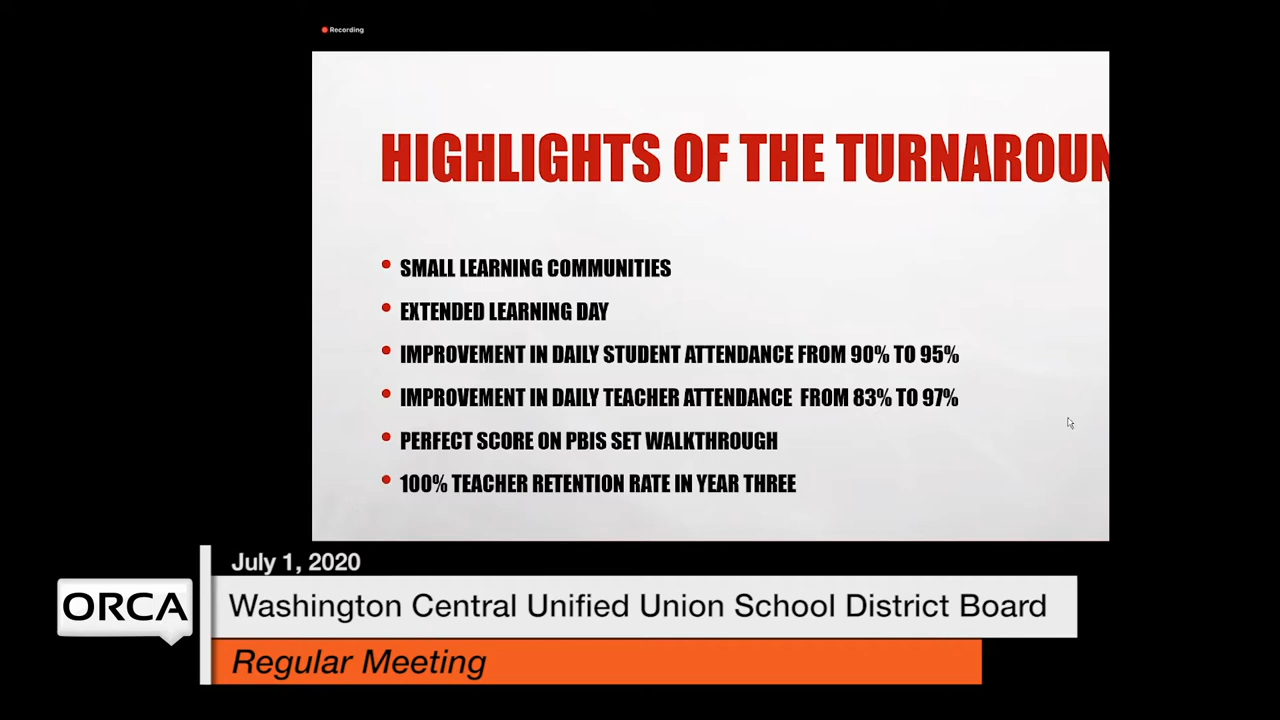 Recording
HIGHLIGHTS OF THE TURNAROUN
• SMALL LEARNING COMMUNITIES
• EXTENDED LEARNING DAY
• IMPROVEMENT IN DAILY STUDENT ATTENDANCE FROM 90% TO 95%
• IMPROVEMENT IN DAILY TEACHER ATTENDANCE FROM 83% TO 97%
• PERFECT SCORE ON PBIS SET WALKTHROUGH
• 100% TEACHER RETENTION RATE IN YEAR THREE
July 1, 2020
ORCA
Washington Central Unified Union School District Board
Regular Meeting